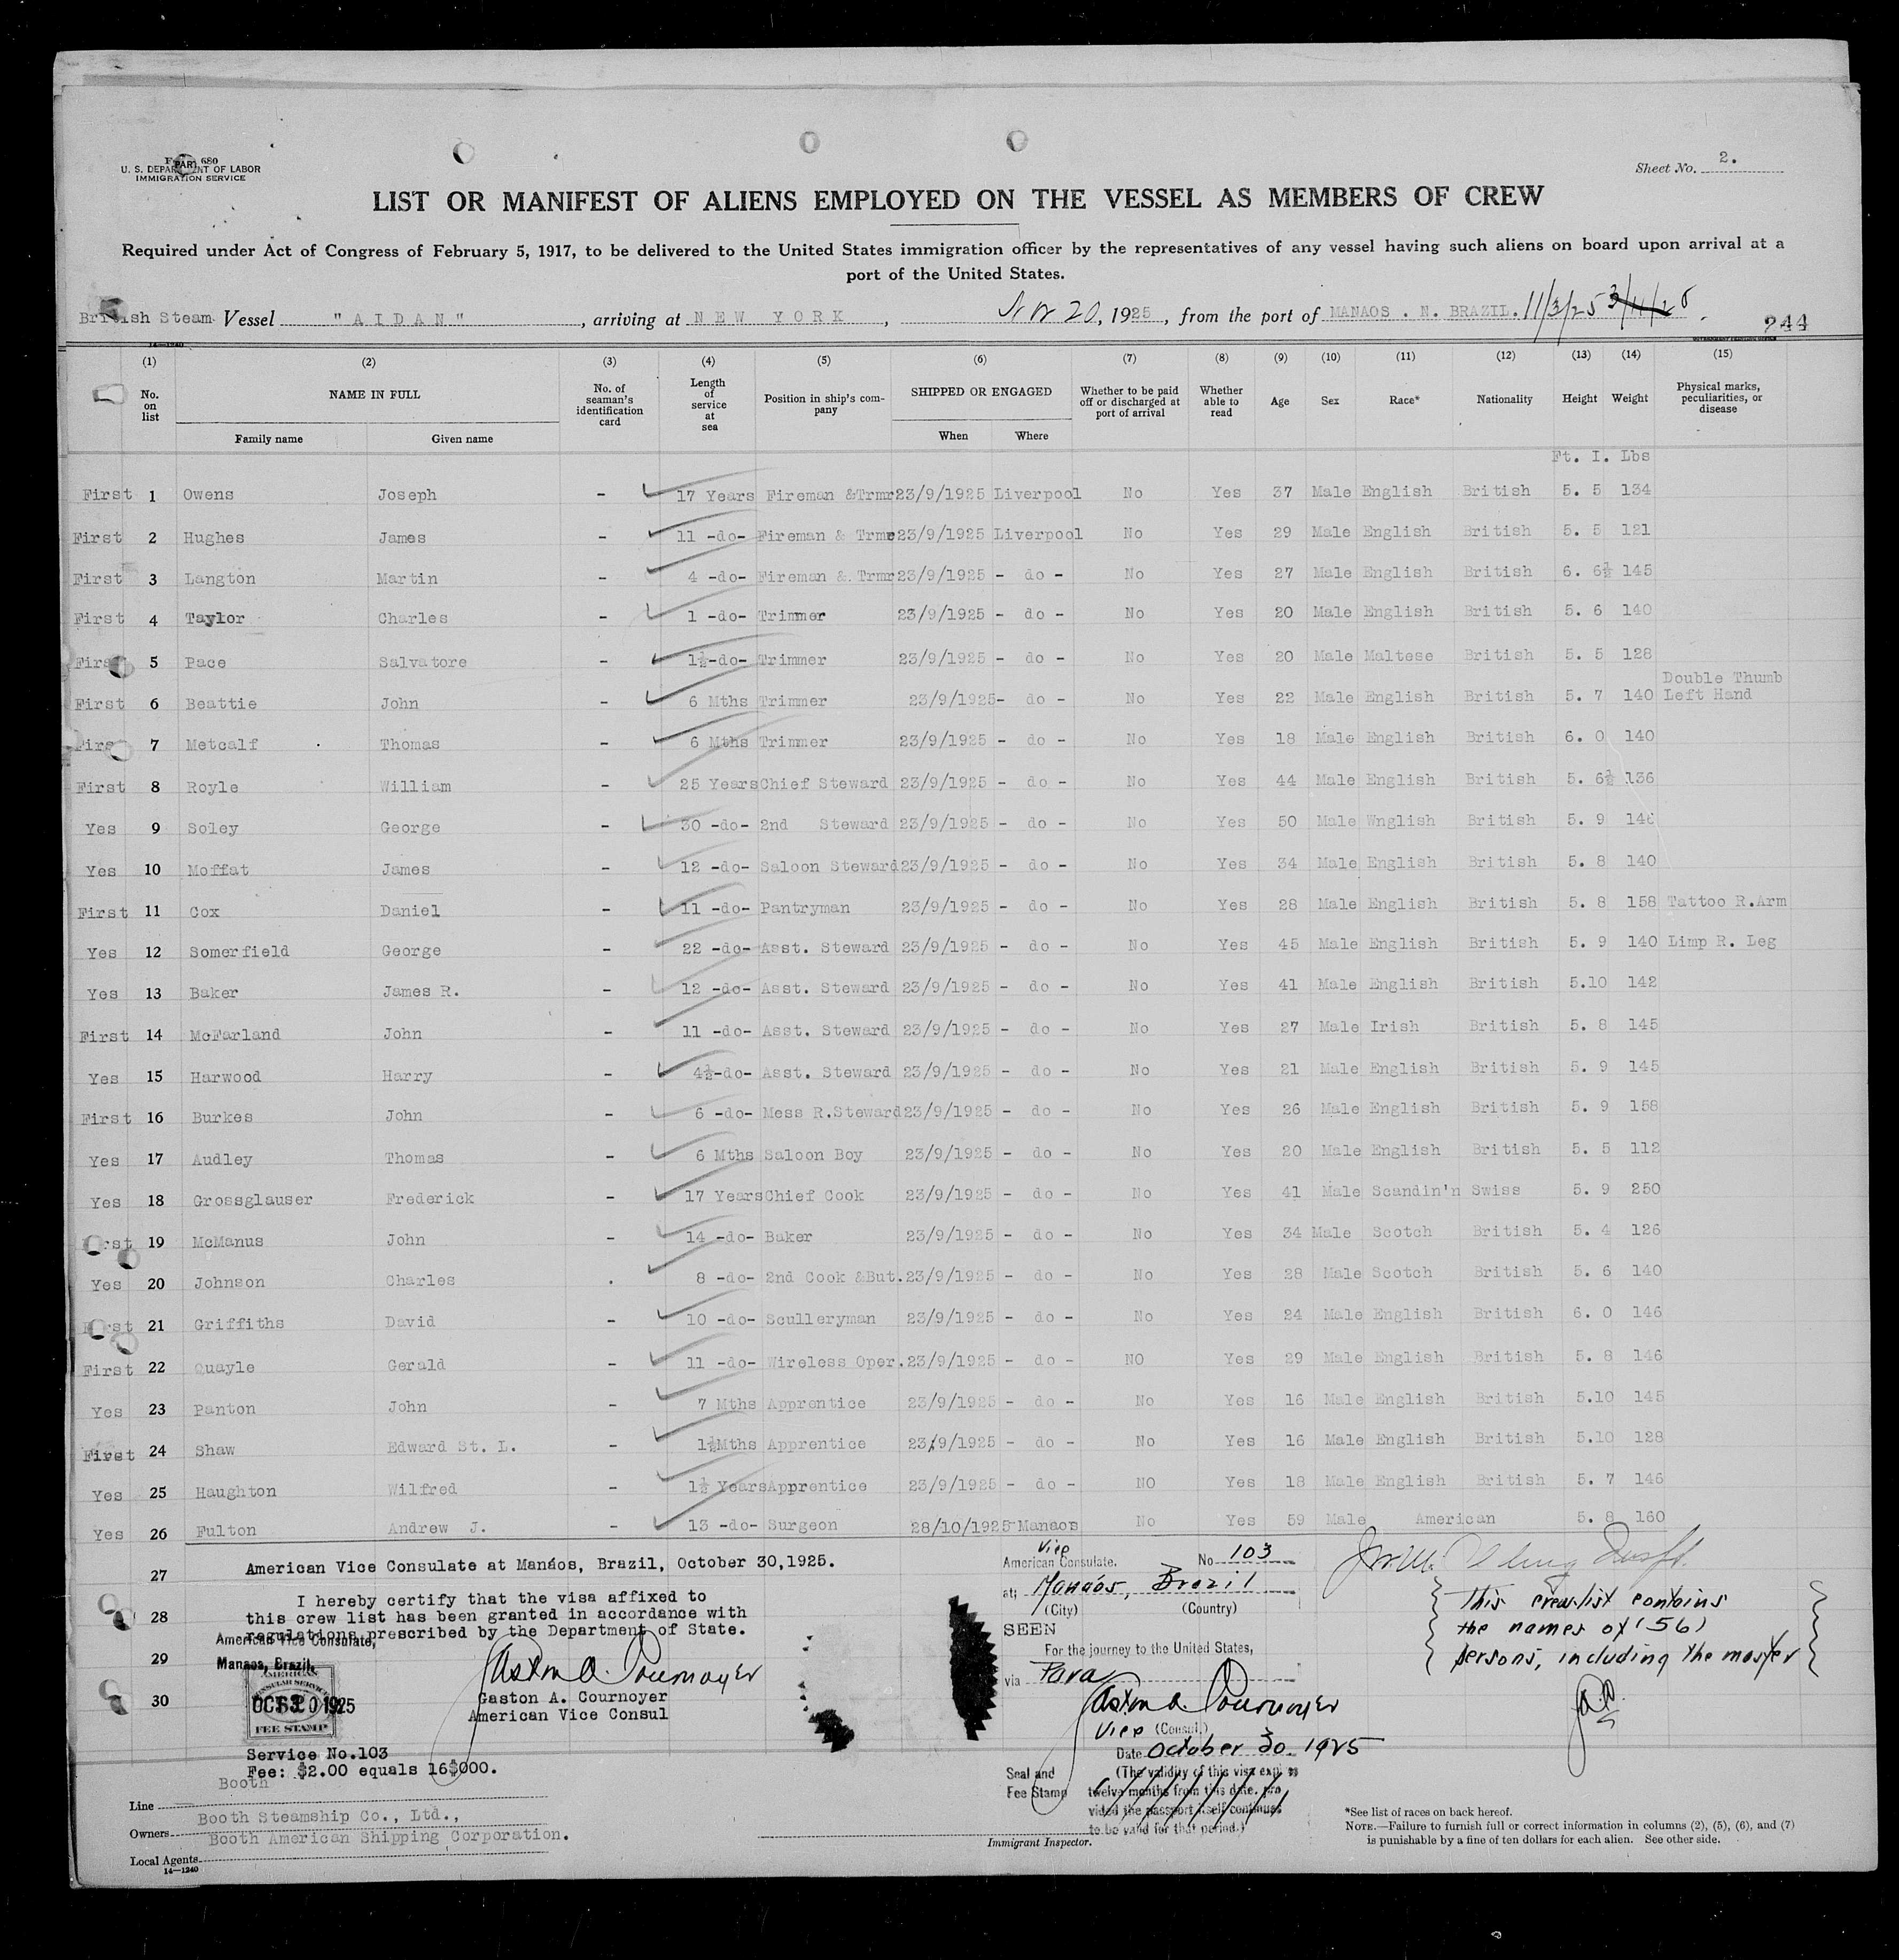 Form 680
U. S. DEPARTMENT OF LABOR
IMMIGRATION SERVICE
Sheet No. 2.
LIST OR MANIFEST OF ALIENS EMPLOYED ON THE VESSEL AS MEMBERS OF CREW
Required under Act of Congress of February 5, 1917, to be delivered to the United States immigration officer by the representatives of any vessel having such aliens on board upon arrival at a
port of the United States.
British Steam Vessel "AIDAN", arriving at NEW YORK, Nov 20, 1925, from the port of MANAOS . N. BRAZIL. 11/3/25 3/11/25
244
(1) (2) (3) (4) (5) (6) (7) (8) (9) (10) (11) (12) (13) (14) (15)
No. on list NAME IN FULL Family name Given name No. of seaman's identification card Length of service at sea Position in ship's company SHIPPED OR ENGAGED When Where Whether to be paid off or discharged at port of arrival Whether able to read Age Sex Race* Nationality Height Weight Physical marks, peculiarities, or disease
Ft. I. Lbs
First 1 Owens Joseph - 17 Years Fireman &Trmr 23/9/1925 Liverpool No Yes 37 Male English British 5. 5 134
First 2 Hughes James - 11 -do- Fireman & Trmr 23/9/1925 Liverpool No Yes 29 Male English British 5. 5 121
First 3 Langton Martin - 4 -do- Fireman & Trmr 23/9/1925 - do - No Yes 27 Male English British 6. 6½ 145
First 4 Taylor Charles - 1 -do- Trimmer 23/9/1925 - do - No Yes 20 Male English British 5. 6 140
First 5 Pace Salvatore - 1½-do- Trimmer 23/9/1925 - do - No Yes 20 Male Maltese British 5. 5 128
First 6 Beattie John - 6 Mths Trimmer 23/9/1925 - do - No Yes 22 Male English British 5. 7 140 Double Thumb Left Hand
First 7 Metcalf Thomas - 6 Mths Trimmer 23/9/1925 - do - No Yes 18 Male English British 6. 0 140
First 8 Royle William - 25 Years Chief Steward 23/9/1925 - do - No Yes 44 Male English British 5. 6½ 136
Yes 9 Soley George - 30 -do- 2nd Steward 23/9/1925 - do - No Yes 50 Male Wnglish British 5. 9
Yes 10 Moffat James - 12 -do- Saloon Steward 23/9/1925 - do - No Yes 34 Male English British 5. 8 140
First 11 Cox Daniel - 11 -do- Pantryman 23/9/1925 - do - No Yes 28 Male English British 5. 8 158 Tattoo R.Arm
Yes 12 Somerfield George - 22 -do- Asst. Steward 23/9/1925 - do - No Yes 45 Male English British 5. 9 140 Limp R. Leg
Yes 13 Baker James R. - 12 -do- Asst. Steward 23/9/1925 - do - No Yes 41 Male English British 5.10 142
First 14 McFarland John - 11 -do- Asst. Steward 23/9/1925 - do - No Yes 27 Male Irish British 5. 8 145
Yes 15 Harwood Harry - 4½-do- Asst. Steward 23/9/1925 - do - No Yes 21 Male English British 5. 9 145
First 16 Burkes John - 6 -do- Mess R.Steward 23/9/1925 - do - No Yes 26 Male English British 5. 9 158
Yes 17 Audley Thomas - 6 Mths Saloon Boy 23/9/1925 - do - No Yes 20 Male English British 5. 5 112
Yes 18 Grossglauser Frederick - 17 Years Chief Cook 23/9/1925 - do - No Yes 41 Male Scandin'n Swiss 5. 9 250
First 19 McManus John - 14 -do- Baker 23/9/1925 - do - No Yes 34 Male Scotch British 5. 4 126
Yes 20 Johnson Charles . 8 -do- 2nd Cook &But. 23/9/1925 - do - No Yes 28 Male Scotch British 5. 6 140
First 21 Griffiths David - 10 -do- Sculleryman 23/9/1925 - do - No Yes 24 Male English British 6. 0 146
First 22 Quayle Gerald - 11 -do- Wireless Oper. 23/9/1925 - do - NO Yes 29 Male English British 5. 8 146
Yes 23 Panton John - 7 Mths Apprentice 23/9/1925 - do - No Yes 16 Male English British 5.10 145
First 24 Shaw Edward St. L. - 1½Mths Apprentice 23/9/1925 - do - No Yes 16 Male English British 5.10 128
Yes 25 Haughton Wilfred - 1½ Years Apprentice 23/9/1925 - do - NO Yes 18 Male English British 5. 7 146
Yes 26 Fulton Andrew J. - 13 -do- Surgeon 28/10/1925 Manaos No Yes 59 Male American 5. 8 160
27
28
29
30
American Vice Consulate at Manáos, Brazil, October 30,1925.
I hereby certify that the visa affixed to
this crew list has been granted in accordance with
regulations prescribed by the Department of State.
American Vice Consulate,
Manaos, Brazil,
AMERICAN
CONSULAR SERVICE
OCT 30 1925
FEE STAMP
Gaston A. Cournoyer
Gaston A. Cournoyer
American Vice Consul
Service No.103
Fee: $2.00 equals 16$000.
Vice
American Consulate. No 103
at; Manáos, Brazil
(City) (Country)
SEEN
For the journey to the United States,
via Para
Gaston A. Cournoyer
Vice (Consul.)
Date October 30 1925
Seal and Fee Stamp
(The validity of this visa expires
twelve months from this date, pro
vided the passport itself continues
to be valid for that period.)
This crew list contains
the names of (56)
persons, including the master
Line Booth
Owners Booth Steamship Co., Ltd.,
Local Agents Booth American Shipping Corporation.
14—1240
Immigrant Inspector.
*See list of races on back hereof.
NOTE.—Failure to furnish full or correct information in columns (2), (5), (6), and (7)
is punishable by a fine of ten dollars for each alien. See other side.